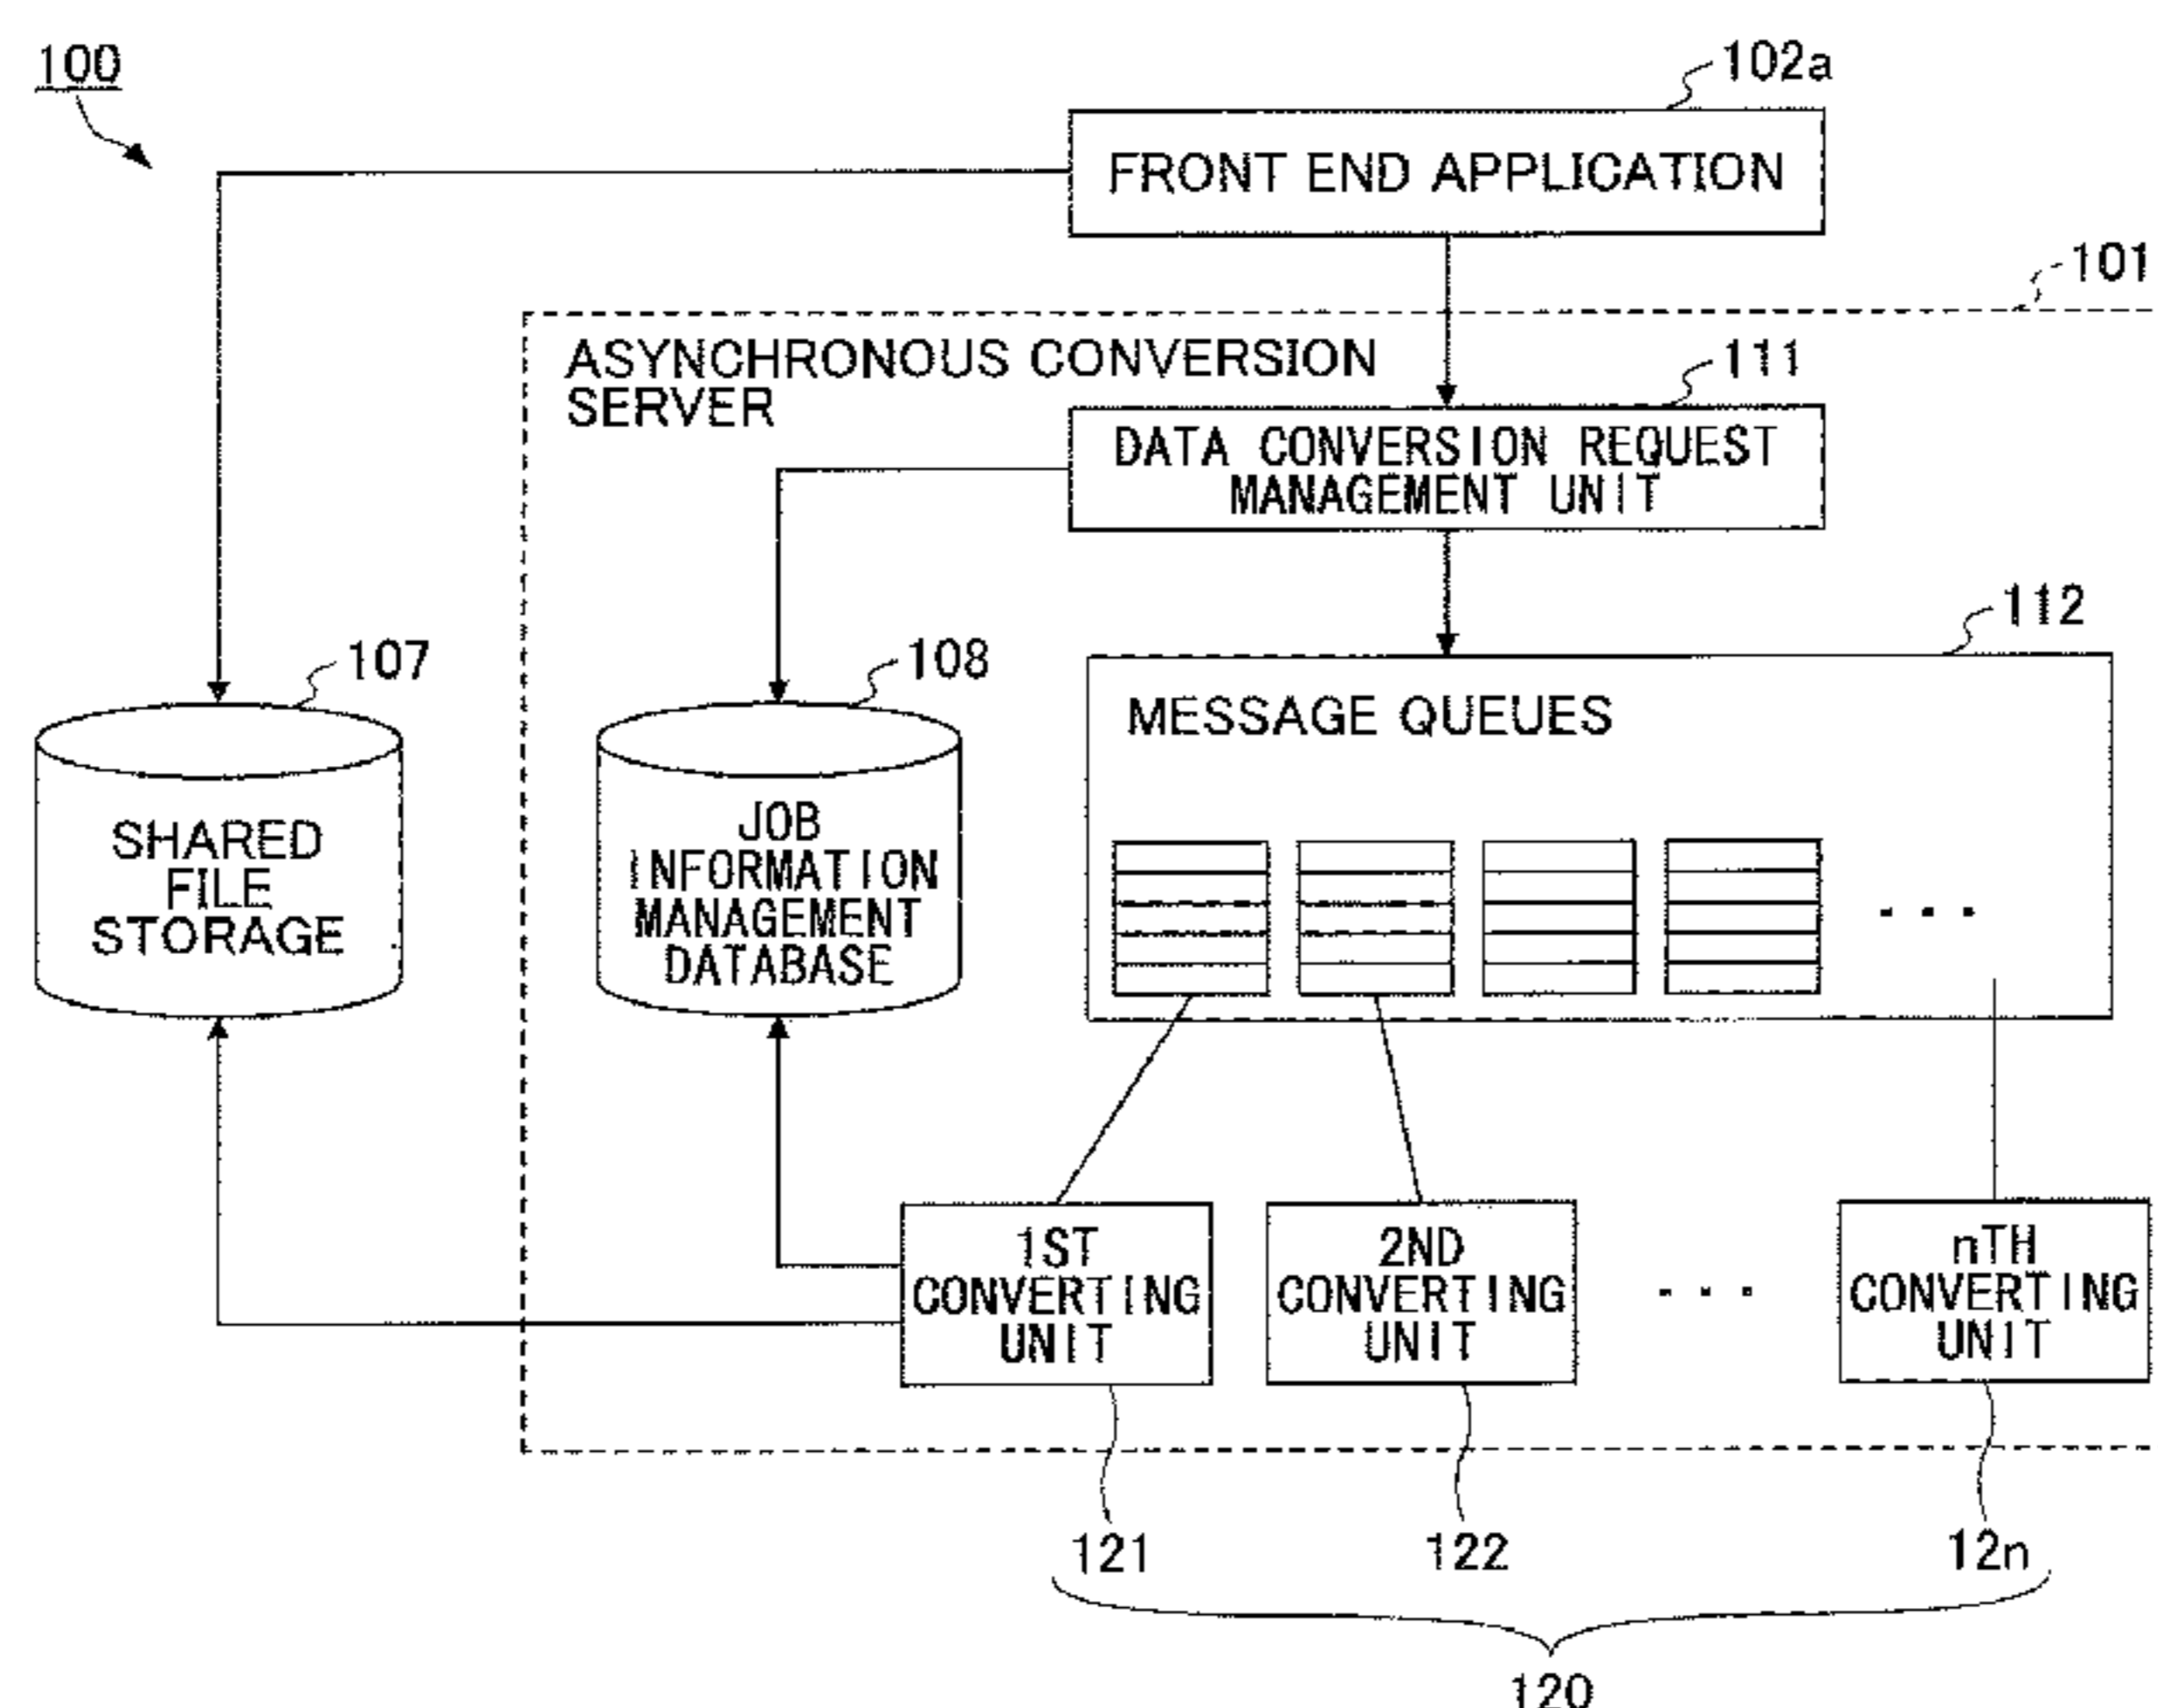 100
102a
FRONT END APPLICATION
101
ASYNCHRONOUS CONVERSION
SERVER
111
DATA CONVERSION REQUEST
MANAGEMENT UNIT
112
107
108
MESSAGE QUEUES
SHARED
FILE
STORAGE
JOB
INFORMATION
MANAGEMENT
DATABASE
...
1ST
CONVERTING
UNIT
2ND
CONVERTING
UNIT
...
nTH
CONVERTING
UNIT
121
122
12n
120